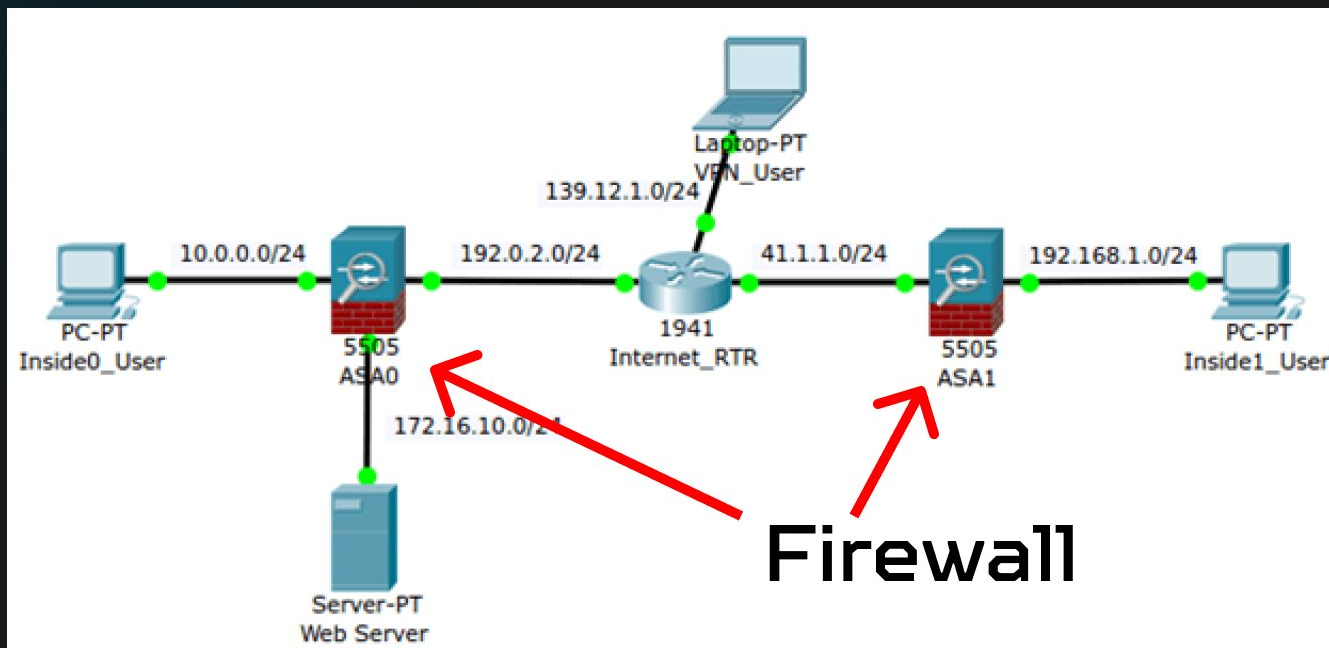 Laptop-PT
VPN_User
139.12.1.0/24
10.0.0.0/24
192.0.2.0/24
41.1.1.0/24
192.168.1.0/24
PC-PT
Inside0_User
5505
ASA0
1941
Internet_RTR
5505
ASA1
PC-PT
Inside1_User
172.16.10.0/24
Firewall
Server-PT
Web Server